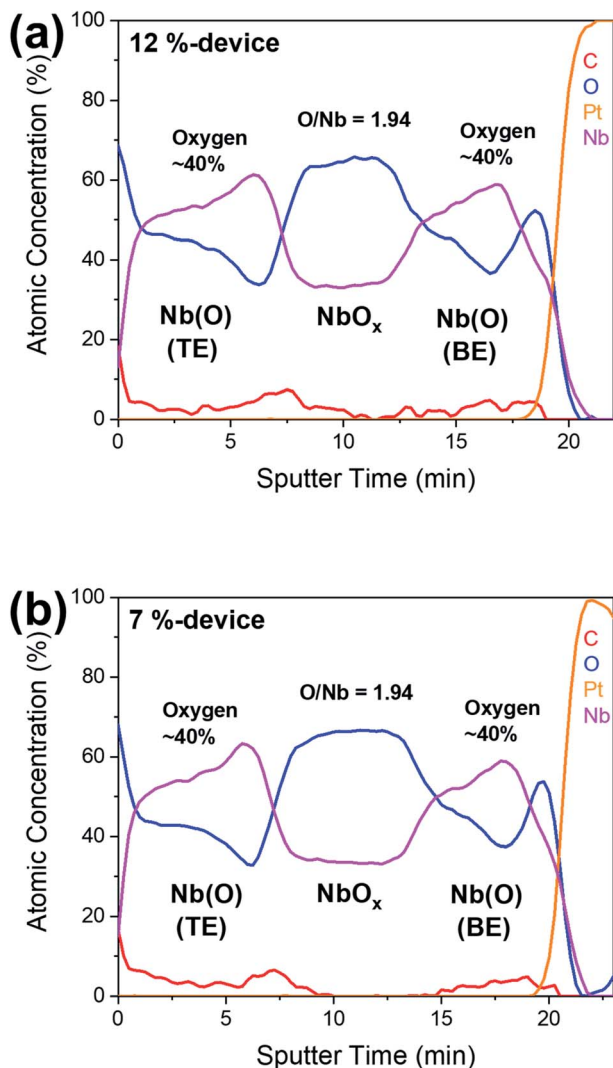 (a)
12 %-device
100
80
60
40
20
0
Atomic Concentration (%)
Oxygen
~40%
O/Nb = 1.94
Oxygen
~40%
C
O
Pt
Nb
Nb(O)
(TE)
NbOₓ
Nb(O)
(BE)
0 5 10 15 20
Sputter Time (min)
(b)
7 %-device
100
80
60
40
20
0
Atomic Concentration (%)
Oxygen
~40%
O/Nb = 1.94
Oxygen
~40%
C
O
Pt
Nb
Nb(O)
(TE)
NbOₓ
Nb(O)
(BE)
0 5 10 15 20
Sputter Time (min)